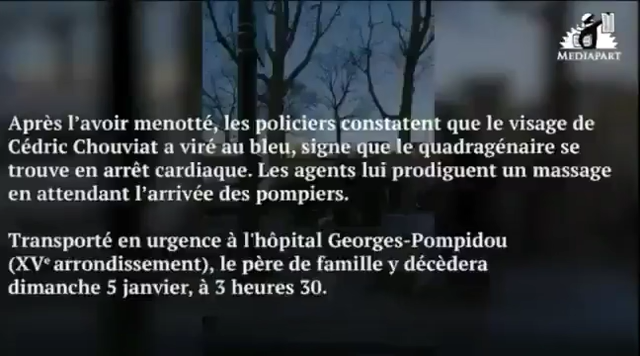 MEDIAPART
Après l’avoir menotté, les policiers constatent que le visage de
Cédric Chouviat a viré au bleu, signe que le quadragénaire se
trouve en arrêt cardiaque. Les agents lui prodiguent un massage
en attendant l’arrivée des pompiers.
Transporté en urgence à l'hôpital Georges-Pompidou
(XVe arrondissement), le père de famille y décèdera
dimanche 5 janvier, à 3 heures 30.